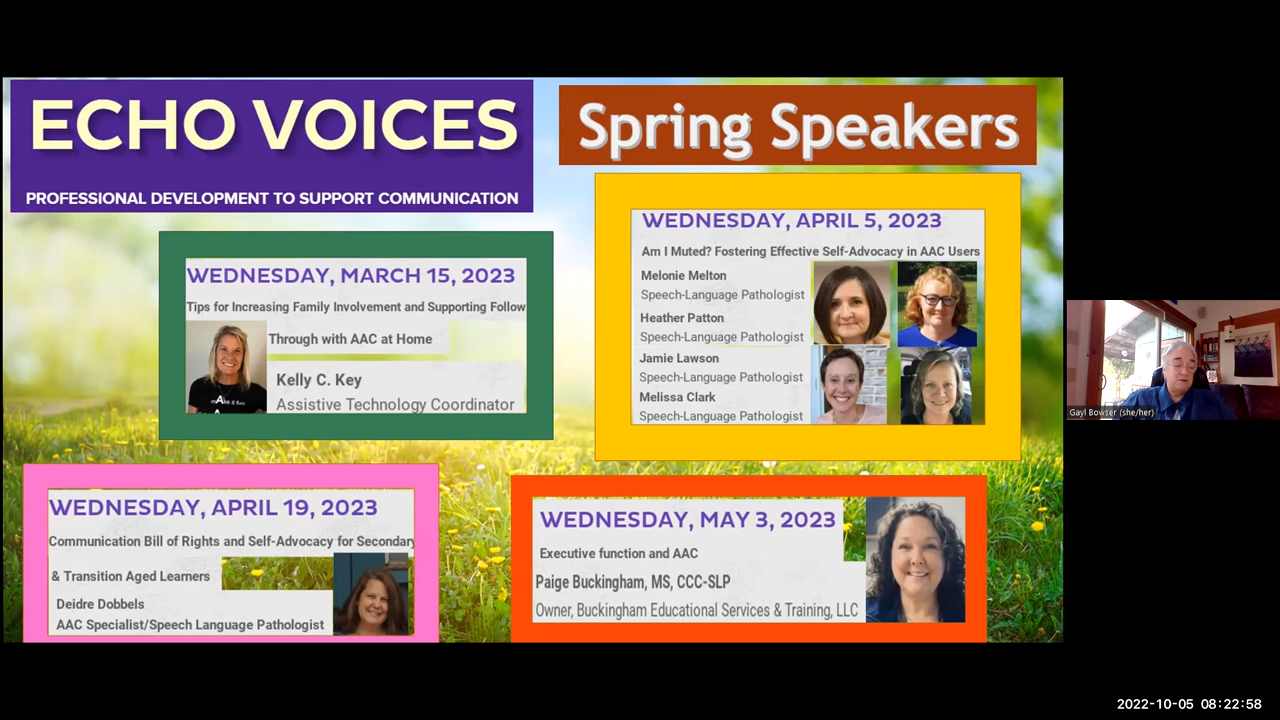 ECHO VOICES
PROFESSIONAL DEVELOPMENT TO SUPPORT COMMUNICATION
Spring Speakers
WEDNESDAY, MARCH 15, 2023
Tips for Increasing Family Involvement and Supporting Follow
Through with AAC at Home
Kelly C. Key
Assistive Technology Coordinator
WEDNESDAY, APRIL 5, 2023
Am I Muted? Fostering Effective Self-Advocacy in AAC Users
Melonie Melton
Speech-Language Pathologist
Heather Patton
Speech-Language Pathologist
Jamie Lawson
Speech-Language Pathologist
Melissa Clark
Speech-Language Pathologist
WEDNESDAY, APRIL 19, 2023
Communication Bill of Rights and Self-Advocacy for Secondary
& Transition Aged Learners
Deidre Dobbels
AAC Specialist/Speech Language Pathologist
WEDNESDAY, MAY 3, 2023
Executive function and AAC
Paige Buckingham, MS, CCC-SLP
Owner, Buckingham Educational Services & Training, LLC
Gayl Bowser (she/her)
2022-10-05 08:22:58